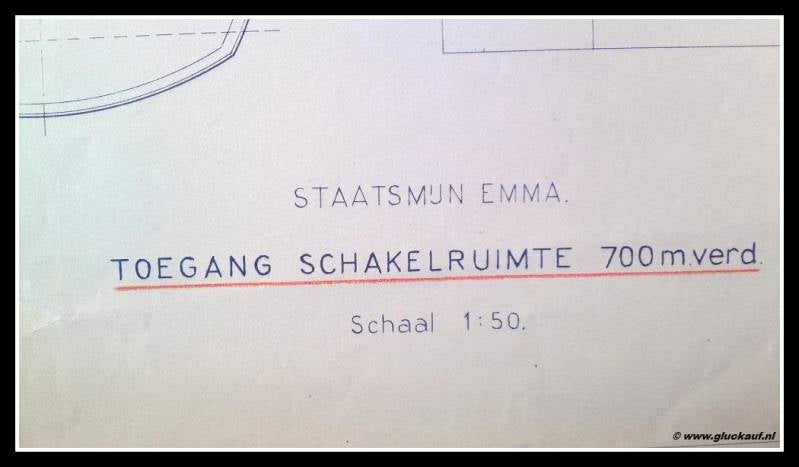 STAATSMIJN EMMA.
TOEGANG SCHAKELRUIMTE 700m.verd.
Schaal 1:50.
© www.gluckauf.nl